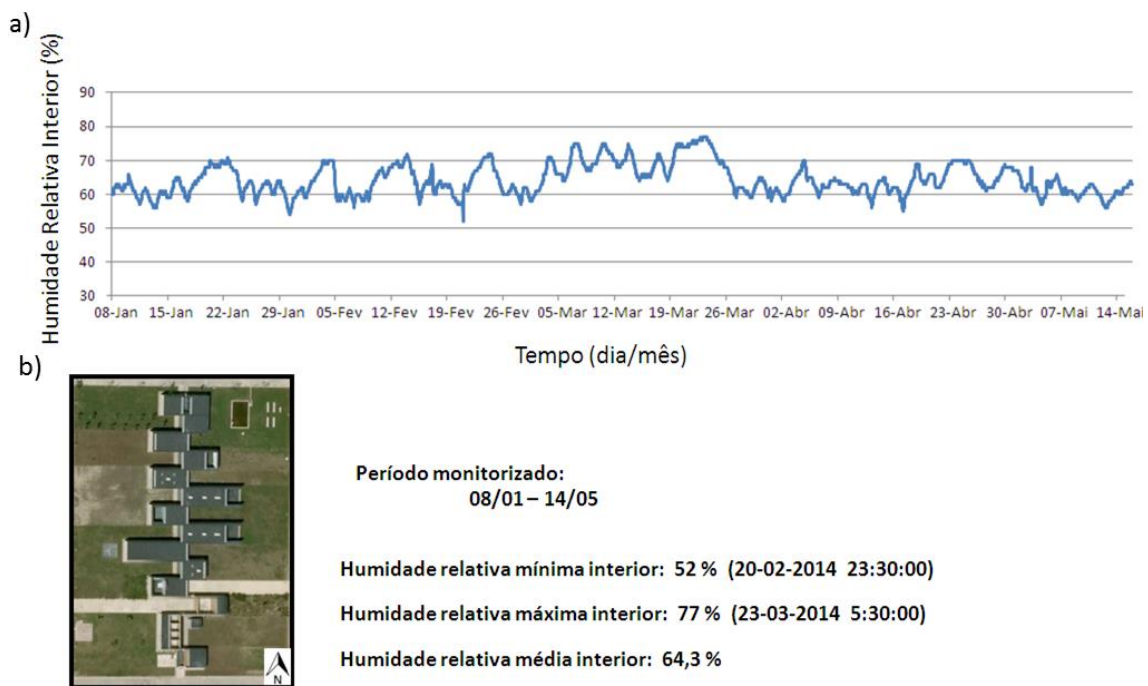 a)
Humidade Relativa Interior (%)
90
80
70
60
50
40
30
08-Jan 15-Jan 22-Jan 29-Jan 05-Fev 12-Fev 19-Fev 26-Fev 05-Mar 12-Mar 19-Mar 26-Mar 02-Abr 09-Abr 16-Abr 23-Abr 30-Abr 07-Mai 14-Mai
Tempo (dia/mês)
b)
N
Período monitorizado:
08/01 – 14/05
Humidade relativa mínima interior: 52 % (20-02-2014 23:30:00)
Humidade relativa máxima interior: 77 % (23-03-2014 5:30:00)
Humidade relativa média interior: 64,3 %